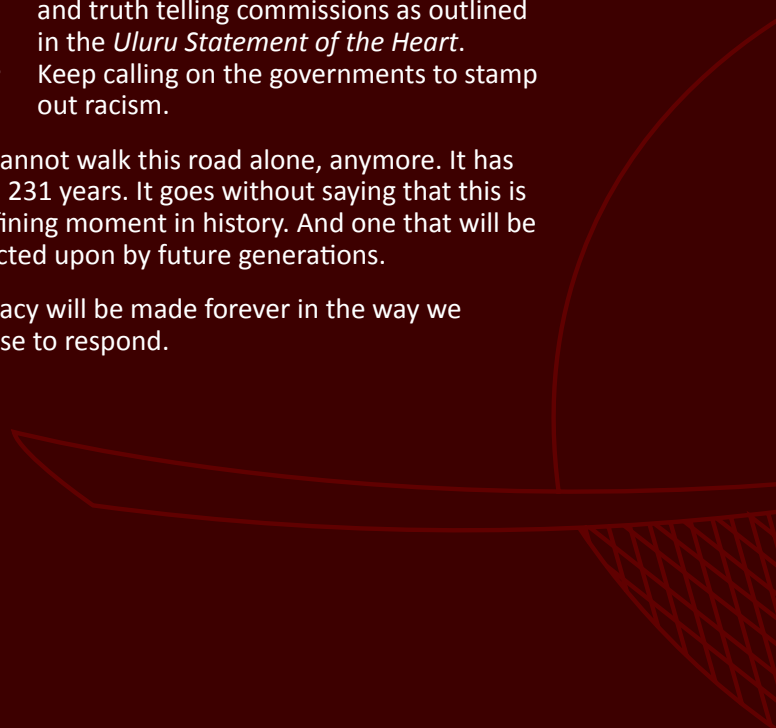 and truth telling commissions as outlined
in the Uluru Statement of the Heart.
Keep calling on the governments to stamp
out racism.
annot walk this road alone, anymore. It has
231 years. It goes without saying that this is
fining moment in history. And one that will be
cted upon by future generations.
acy will be made forever in the way we
se to respond.